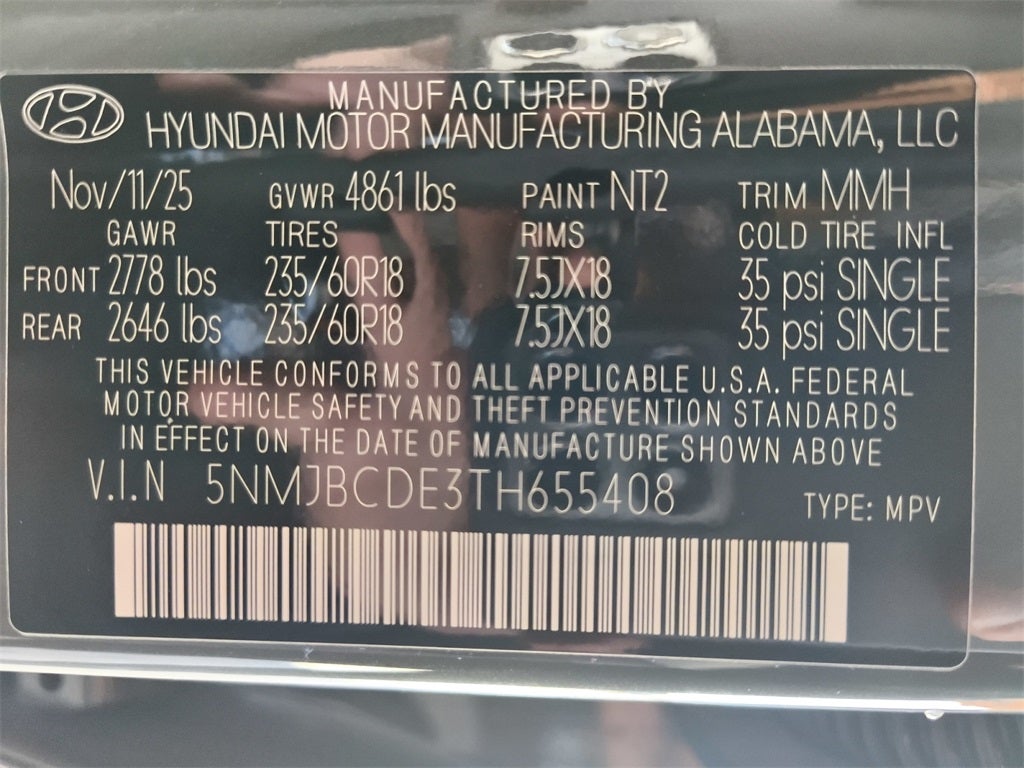 MANUFACTURED BY
HYUNDAI MOTOR MANUFACTURING ALABAMA, LLC
Nov/11/25 GVWR 4861 lbs PAINT NT2 TRIM MMH
GAWR TIRES RIMS COLD TIRE INFL
FRONT 2778 lbs 235/60R18 7.5JX18 35 psi SINGLE
REAR 2646 lbs 235/60R18 7.5JX18 35 psi SINGLE
THIS VEHICLE CONFORMS TO ALL APPLICABLE U.S.A. FEDERAL
MOTOR VEHICLE SAFETY AND THEFT PREVENTION STANDARDS
IN EFFECT ON THE DATE OF MANUFACTURE SHOWN ABOVE
V.I.N 5NMJBCDE3TH655408 TYPE: MPV